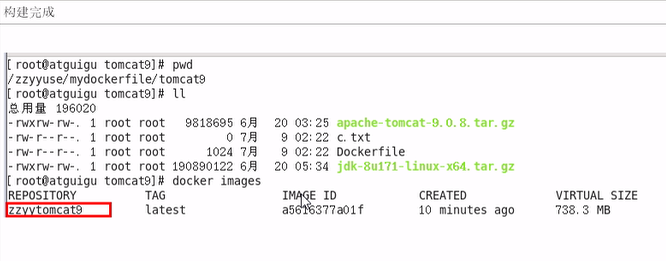 构建完成
[root@atguigu tomcat9]# pwd
/zzyyuse/mydockerfile/tomcat9
[root@atguigu tomcat9]# ll
总用量 196020
-rwxrw-rw-. 1 root root 9818695 6月 20 03:25 apache-tomcat-9.0.8.tar.gz
-rw-r--r--. 1 root root 0 7月 9 02:22 c.txt
-rw-r--r--. 1 root root 1024 7月 9 02:22 Dockerfile
-rwxrw-rw-. 1 root root 190890122 6月 20 05:34 jdk-8u171-linux-x64.tar.gz
[root@atguigu tomcat9]# docker images
REPOSITORY TAG IMAGE ID CREATED VIRTUAL SIZE
zzyytomcat9 latest a5616377a01f 10 minutes ago 738.3 MB